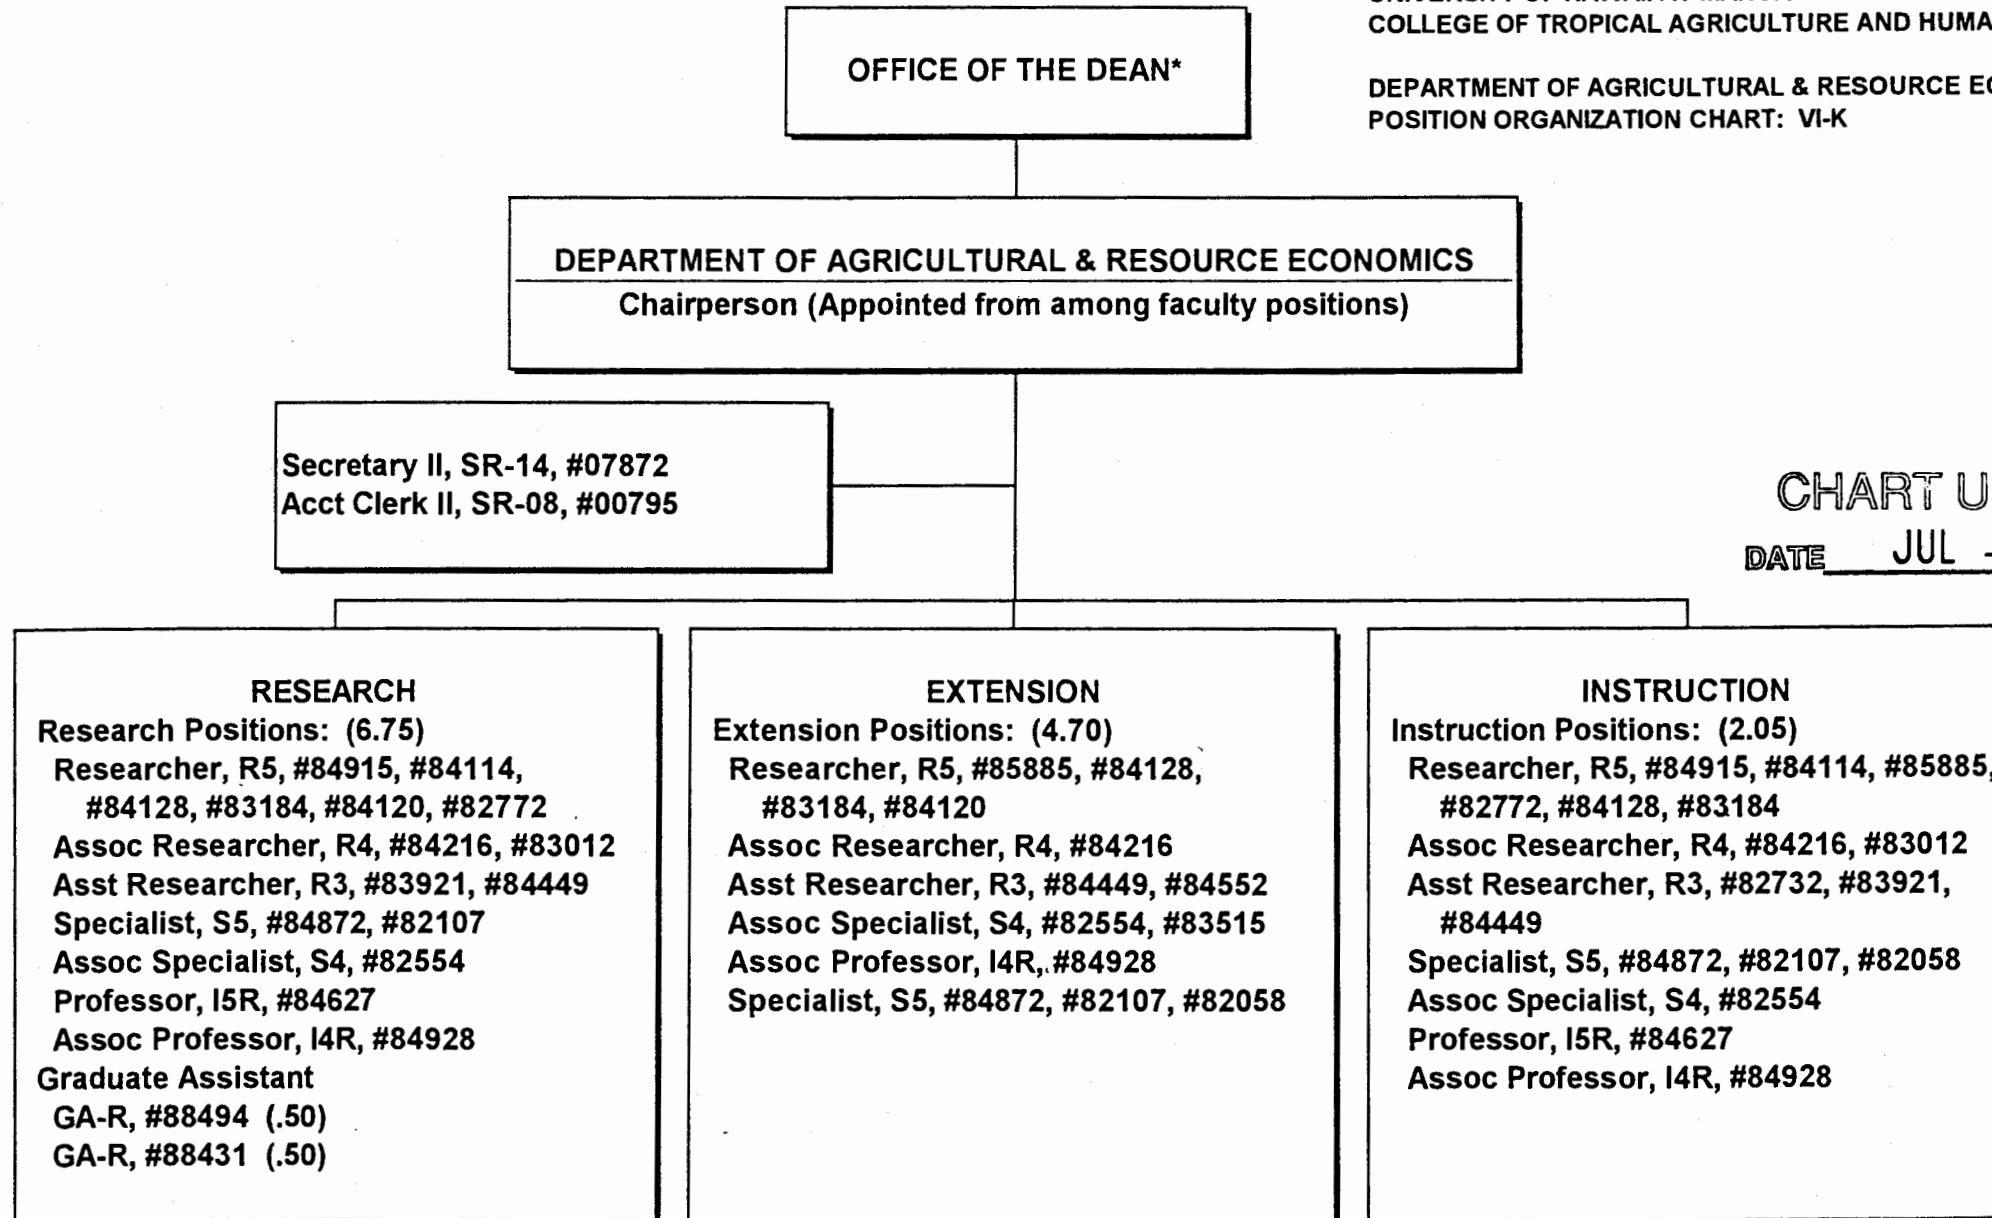 OFFICE OF THE DEAN*
COLLEGE OF TROPICAL AGRICULTURE AND HUMA
DEPARTMENT OF AGRICULTURAL & RESOURCE EC
POSITION ORGANIZATION CHART: VI-K
DEPARTMENT OF AGRICULTURAL & RESOURCE ECONOMICS
Chairperson (Appointed from among faculty positions)
Secretary II, SR-14, #07872
Acct Clerk II, SR-08, #00795
CHART U
DATE JUL -
RESEARCH
Research Positions: (6.75)
Researcher, R5, #84915, #84114,
#84128, #83184, #84120, #82772
Assoc Researcher, R4, #84216, #83012
Asst Researcher, R3, #83921, #84449
Specialist, S5, #84872, #82107
Assoc Specialist, S4, #82554
Professor, I5R, #84627
Assoc Professor, I4R, #84928
Graduate Assistant
GA-R, #88494 (.50)
GA-R, #88431 (.50)
EXTENSION
Extension Positions: (4.70)
Researcher, R5, #85885, #84128,
#83184, #84120
Assoc Researcher, R4, #84216
Asst Researcher, R3, #84449, #84552
Assoc Specialist, S4, #82554, #83515
Assoc Professor, I4R, #84928
Specialist, S5, #84872, #82107, #82058
INSTRUCTION
Instruction Positions: (2.05)
Researcher, R5, #84915, #84114, #85885,
#82772, #84128, #83184
Assoc Researcher, R4, #84216, #83012
Asst Researcher, R3, #82732, #83921,
#84449
Specialist, S5, #84872, #82107, #82058
Assoc Specialist, S4, #82554
Professor, I5R, #84627
Assoc Professor, I4R, #84928